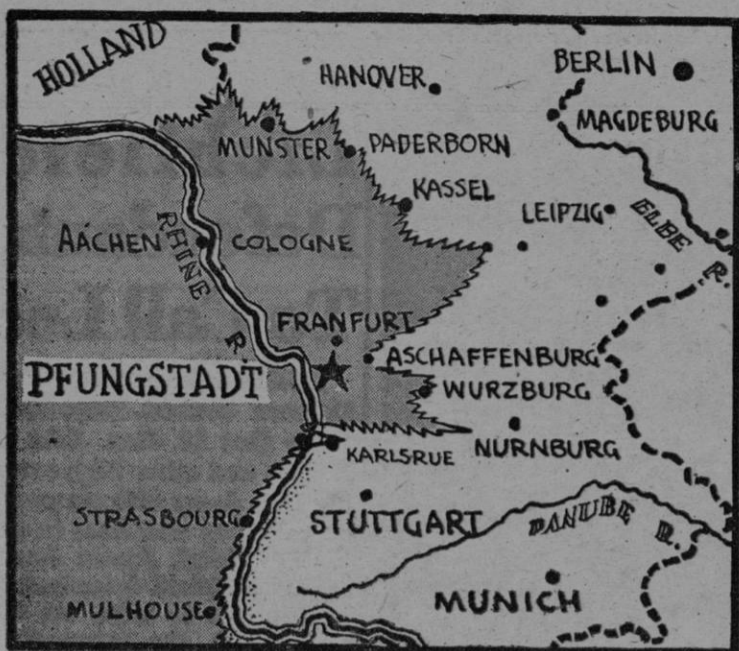 HOLLAND
HANOVER
BERLIN
MAGDEBURG
MUNSTER
PADERBORN
KASSEL
LEIPZIG
ELBE R.
AACHEN
RHINE R.
COLOGNE
FRANFURT
ASCHAFFENBURG
PFUNGSTADT
WURZBURG
KARLSRUE
NURNBURG
STRASBOURG
STUTTGART
DANUBE R.
MULHOUSE
MUNICH